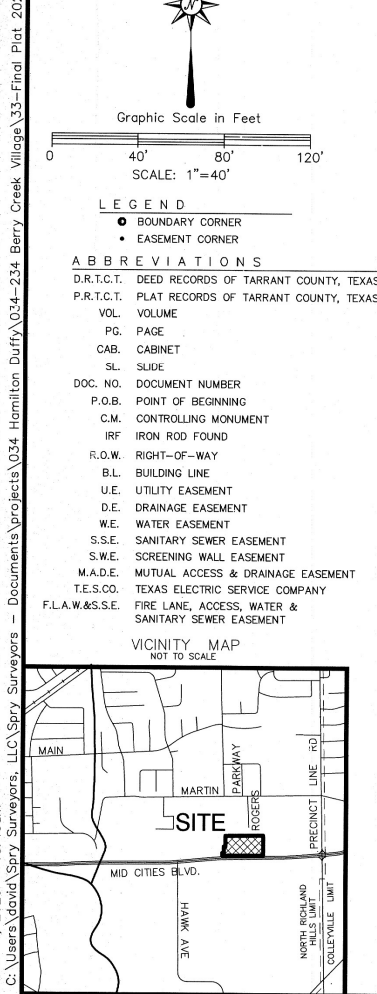 C:\Users\david\Spry Surveyors, LLC\Spry Surveyors - Documents\projects\034 Hamilton Duffy\034-234 Berry Creek Village\33-Final Plat 20
N
Graphic Scale in Feet
0 40' 80' 120'
SCALE: 1"=40'
LEGEND
BOUNDARY CORNER
EASEMENT CORNER
ABBREVIATIONS
D.R.T.C.T. DEED RECORDS OF TARRANT COUNTY, TEXAS
P.R.T.C.T. PLAT RECORDS OF TARRANT COUNTY, TEXAS
VOL. VOLUME
PG. PAGE
CAB. CABINET
SL. SLIDE
DOC. NO. DOCUMENT NUMBER
P.O.B. POINT OF BEGINNING
C.M. CONTROLLING MONUMENT
IRF IRON ROD FOUND
R.O.W. RIGHT-OF-WAY
B.L. BUILDING LINE
U.E. UTILITY EASEMENT
D.E. DRAINAGE EASEMENT
W.E. WATER EASEMENT
S.S.E. SANITARY SEWER EASEMENT
S.W.E. SCREENING WALL EASEMENT
M.A.D.E. MUTUAL ACCESS & DRAINAGE EASEMENT
T.E.S.CO. TEXAS ELECTRIC SERVICE COMPANY
F.L.A.W.&S.S.E. FIRE LANE, ACCESS, WATER &
SANITARY SEWER EASEMENT
VICINITY MAP
NOT TO SCALE
MAIN
MARTIN
PARKWAY
ROGERS
PRECINCT LINE RD
SITE
MID CITIES BLVD.
HAWK AVE
NORTH RICHLAND
HILLS LIMIT
COLLEYVILLE LIMIT